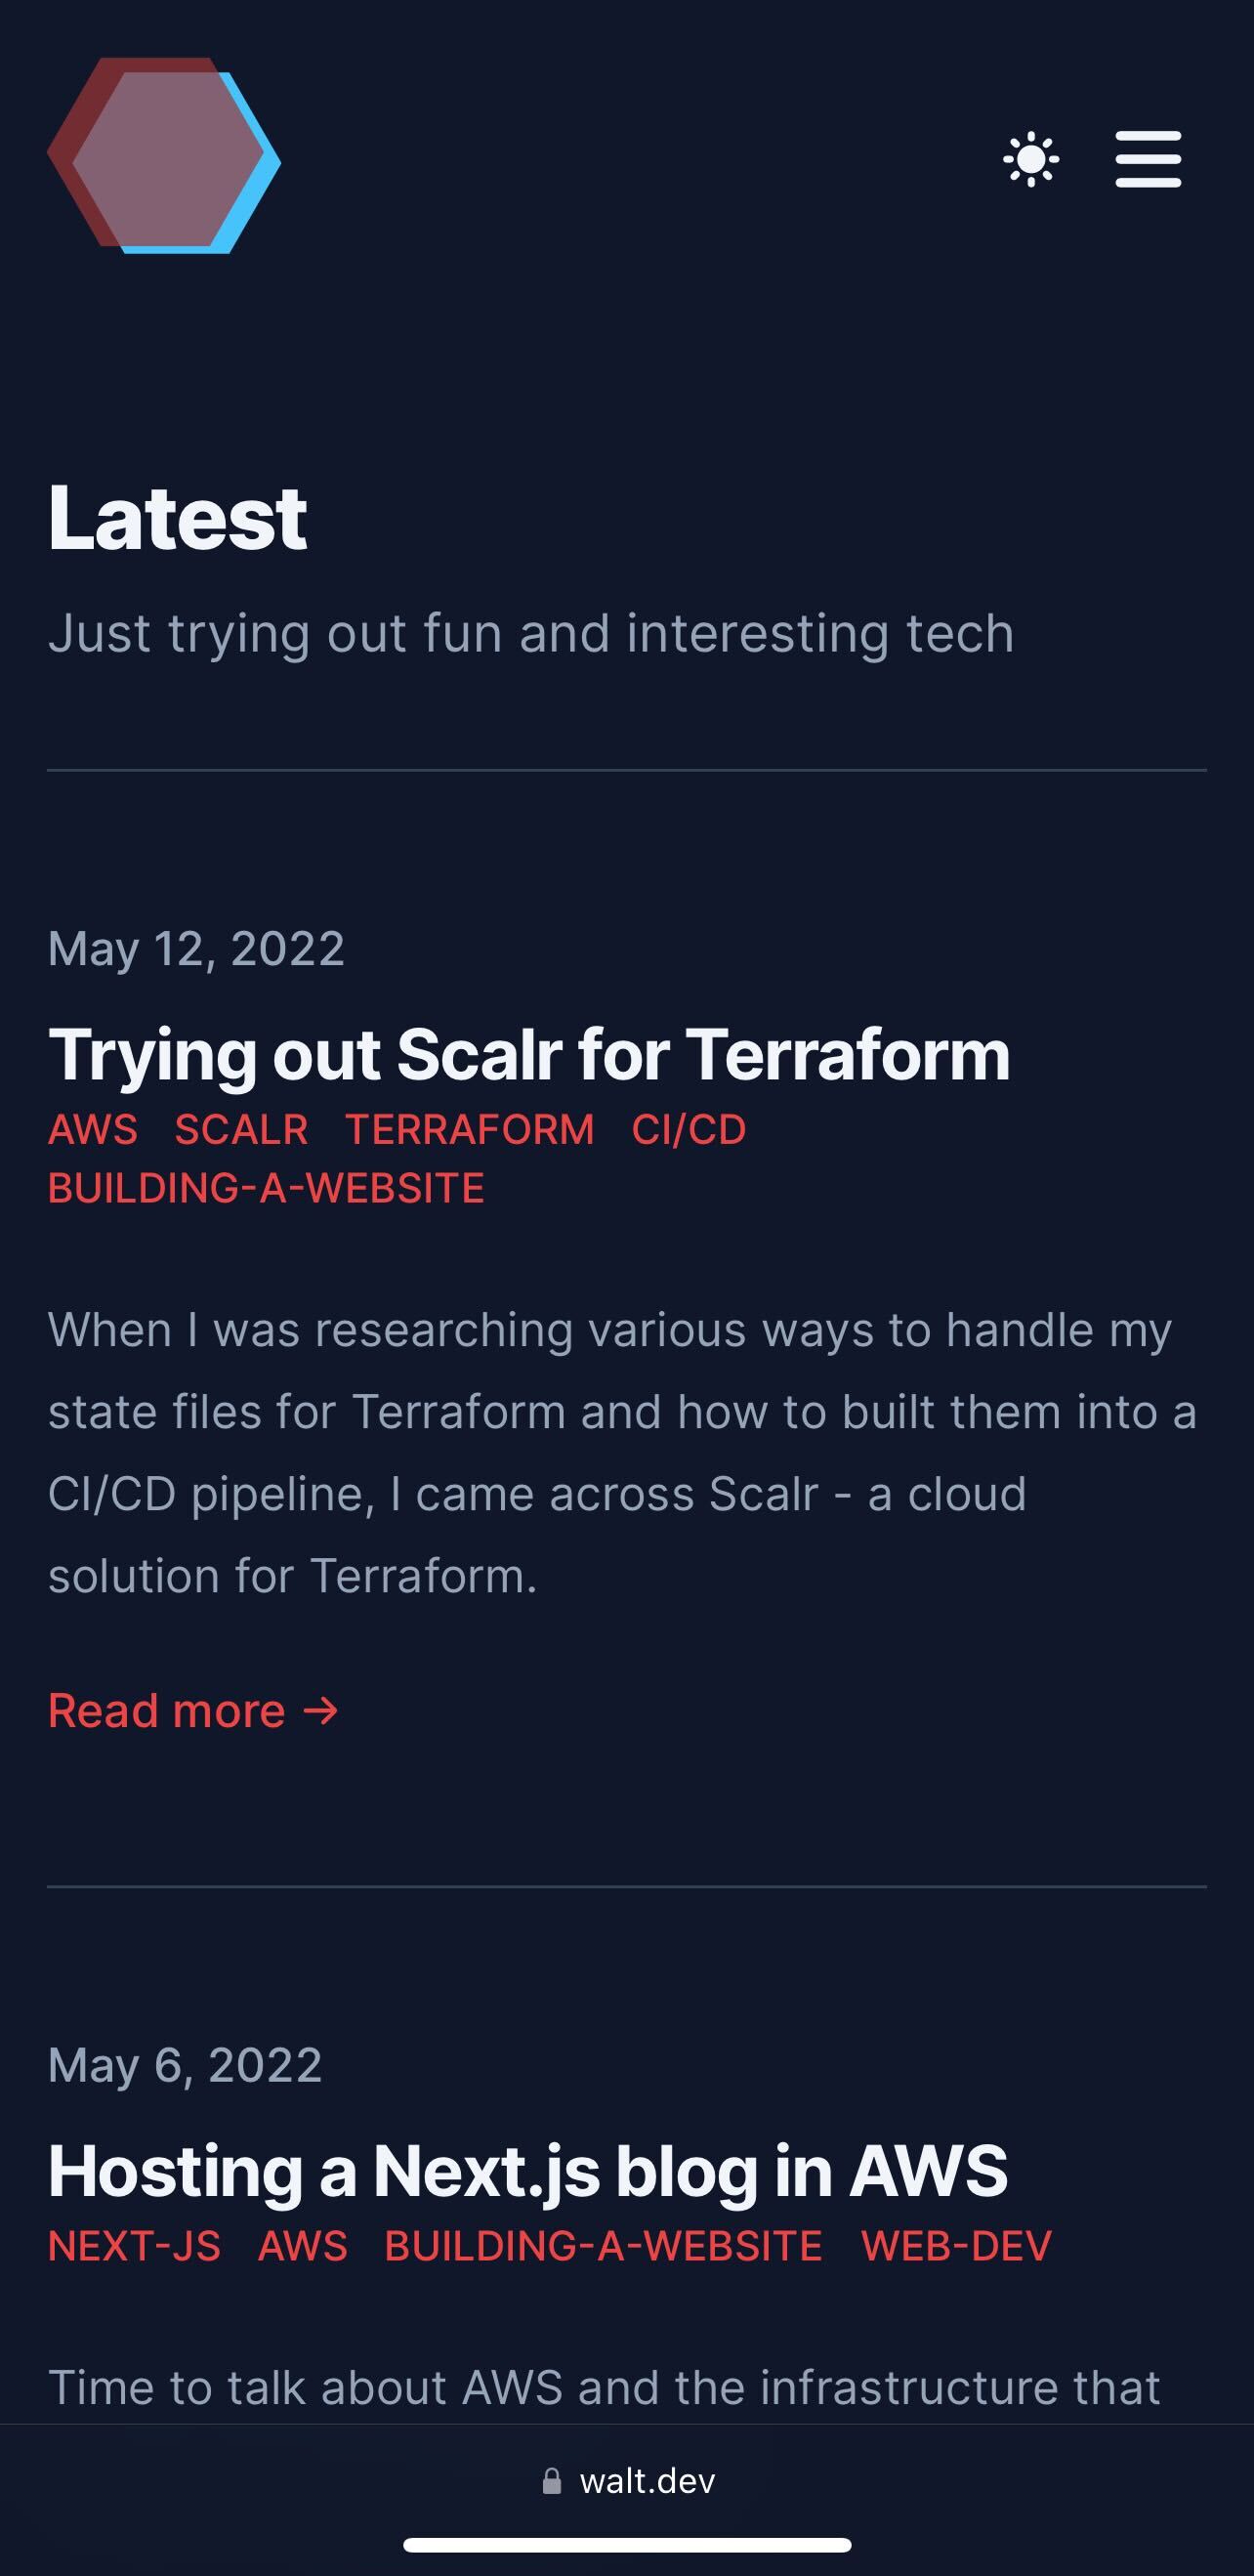 Latest
Just trying out fun and interesting tech
May 12, 2022
Trying out Scalr for Terraform
AWS SCALR TERRAFORM CI/CD
BUILDING-A-WEBSITE
When I was researching various ways to handle my
state files for Terraform and how to built them into a
CI/CD pipeline, I came across Scalr - a cloud
solution for Terraform.
Read more →
May 6, 2022
Hosting a Next.js blog in AWS
NEXT-JS AWS BUILDING-A-WEBSITE WEB-DEV
Time to talk about AWS and the infrastructure that
walt.dev